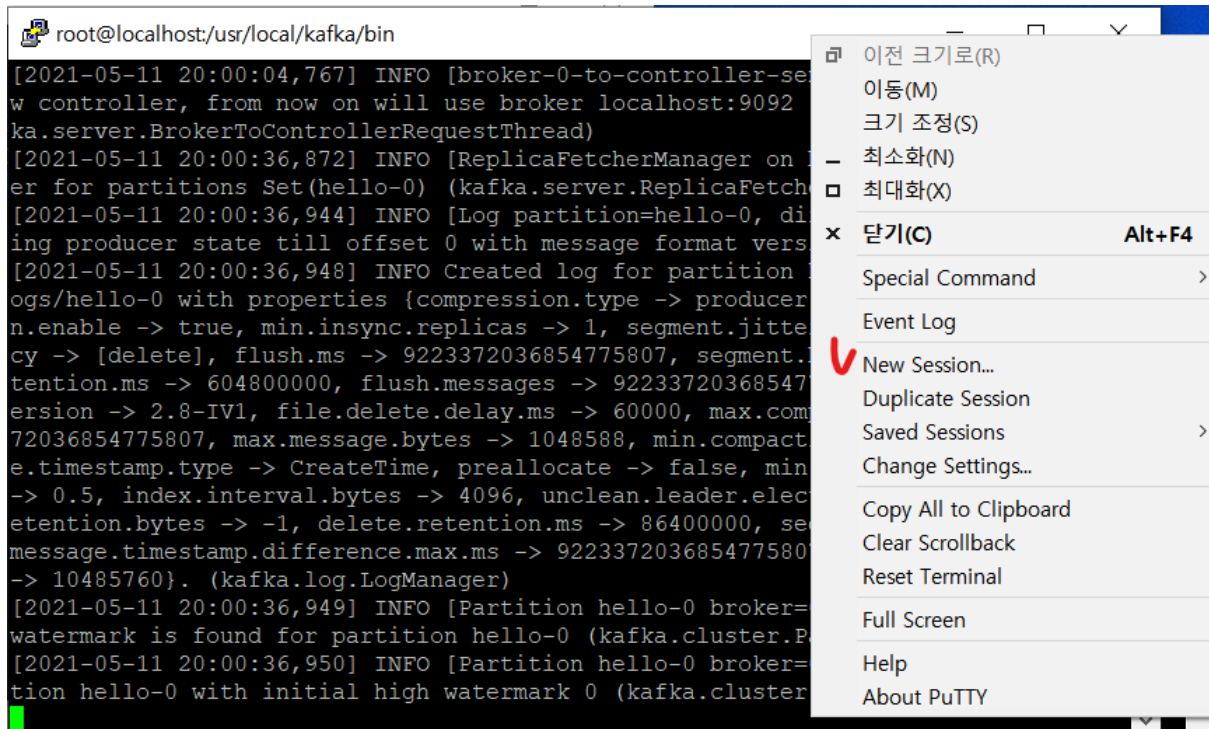 root@localhost:/usr/local/kafka/bin
[2021-05-11 20:00:04,767] INFO [broker-0-to-controller-se
w controller, from now on will use broker localhost:9092
ka.server.BrokerToControllerRequestThread)
[2021-05-11 20:00:36,872] INFO [ReplicaFetcherManager on
er for partitions Set(hello-0) (kafka.server.ReplicaFetch
[2021-05-11 20:00:36,944] INFO [Log partition=hello-0, di
ing producer state till offset 0 with message format vers
[2021-05-11 20:00:36,948] INFO Created log for partition
ogs/hello-0 with properties {compression.type -> producer
n.enable -> true, min.insync.replicas -> 1, segment.jitte
cy -> [delete], flush.ms -> 9223372036854775807, segment.
tention.ms -> 604800000, flush.messages -> 92233720368547
ersion -> 2.8-IV1, file.delete.delay.ms -> 60000, max.com
72036854775807, max.message.bytes -> 1048588, min.compact
e.timestamp.type -> CreateTime, preallocate -> false, min
-> 0.5, index.interval.bytes -> 4096, unclean.leader.elec
etention.bytes -> -1, delete.retention.ms -> 86400000, se
message.timestamp.difference.max.ms -> 922337203685477580
-> 10485760}. (kafka.log.LogManager)
[2021-05-11 20:00:36,949] INFO [Partition hello-0 broker=
watermark is found for partition hello-0 (kafka.cluster.P
[2021-05-11 20:00:36,950] INFO [Partition hello-0 broker=
tion hello-0 with initial high watermark 0 (kafka.cluster
이전 크기로(R)
이동(M)
크기 조정(S)
최소화(N)
최대화(X)
닫기(C) Alt+F4
Special Command
Event Log
New Session...
Duplicate Session
Saved Sessions
Change Settings...
Copy All to Clipboard
Clear Scrollback
Reset Terminal
Full Screen
Help
About PuTTY